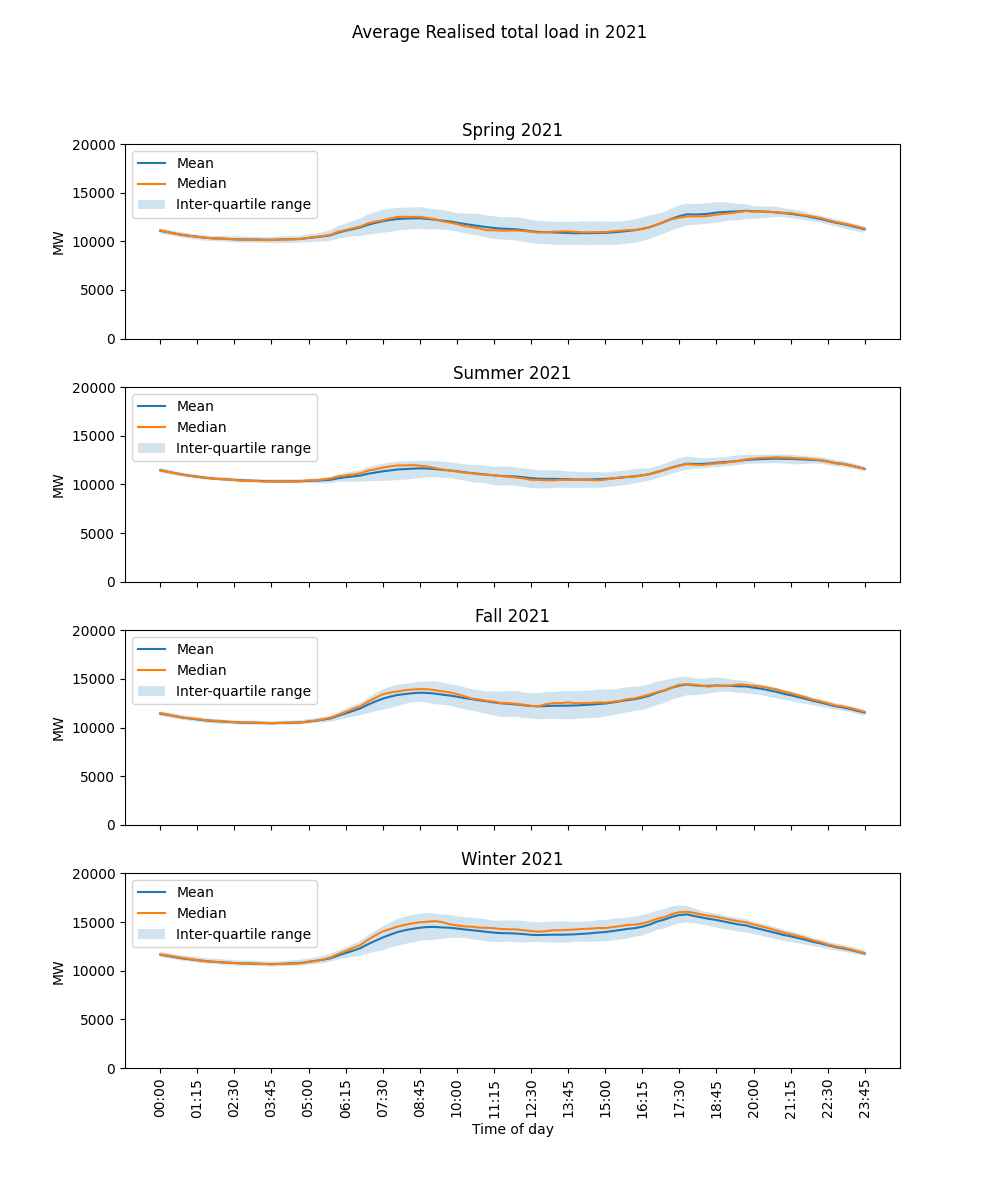 Average Realised total load in 2021
Spring 2021
20000
15000
10000
5000
0
MW
Mean
Median
Inter-quartile range
Summer 2021
20000
15000
10000
5000
0
MW
Mean
Median
Inter-quartile range
Fall 2021
20000
15000
10000
5000
0
MW
Mean
Median
Inter-quartile range
Winter 2021
20000
15000
10000
5000
0
MW
Mean
Median
Inter-quartile range
00:00
01:15
02:30
03:45
05:00
06:15
07:30
08:45
10:00
11:15
12:30
13:45
15:00
16:15
17:30
18:45
20:00
21:15
22:30
23:45
Time of day